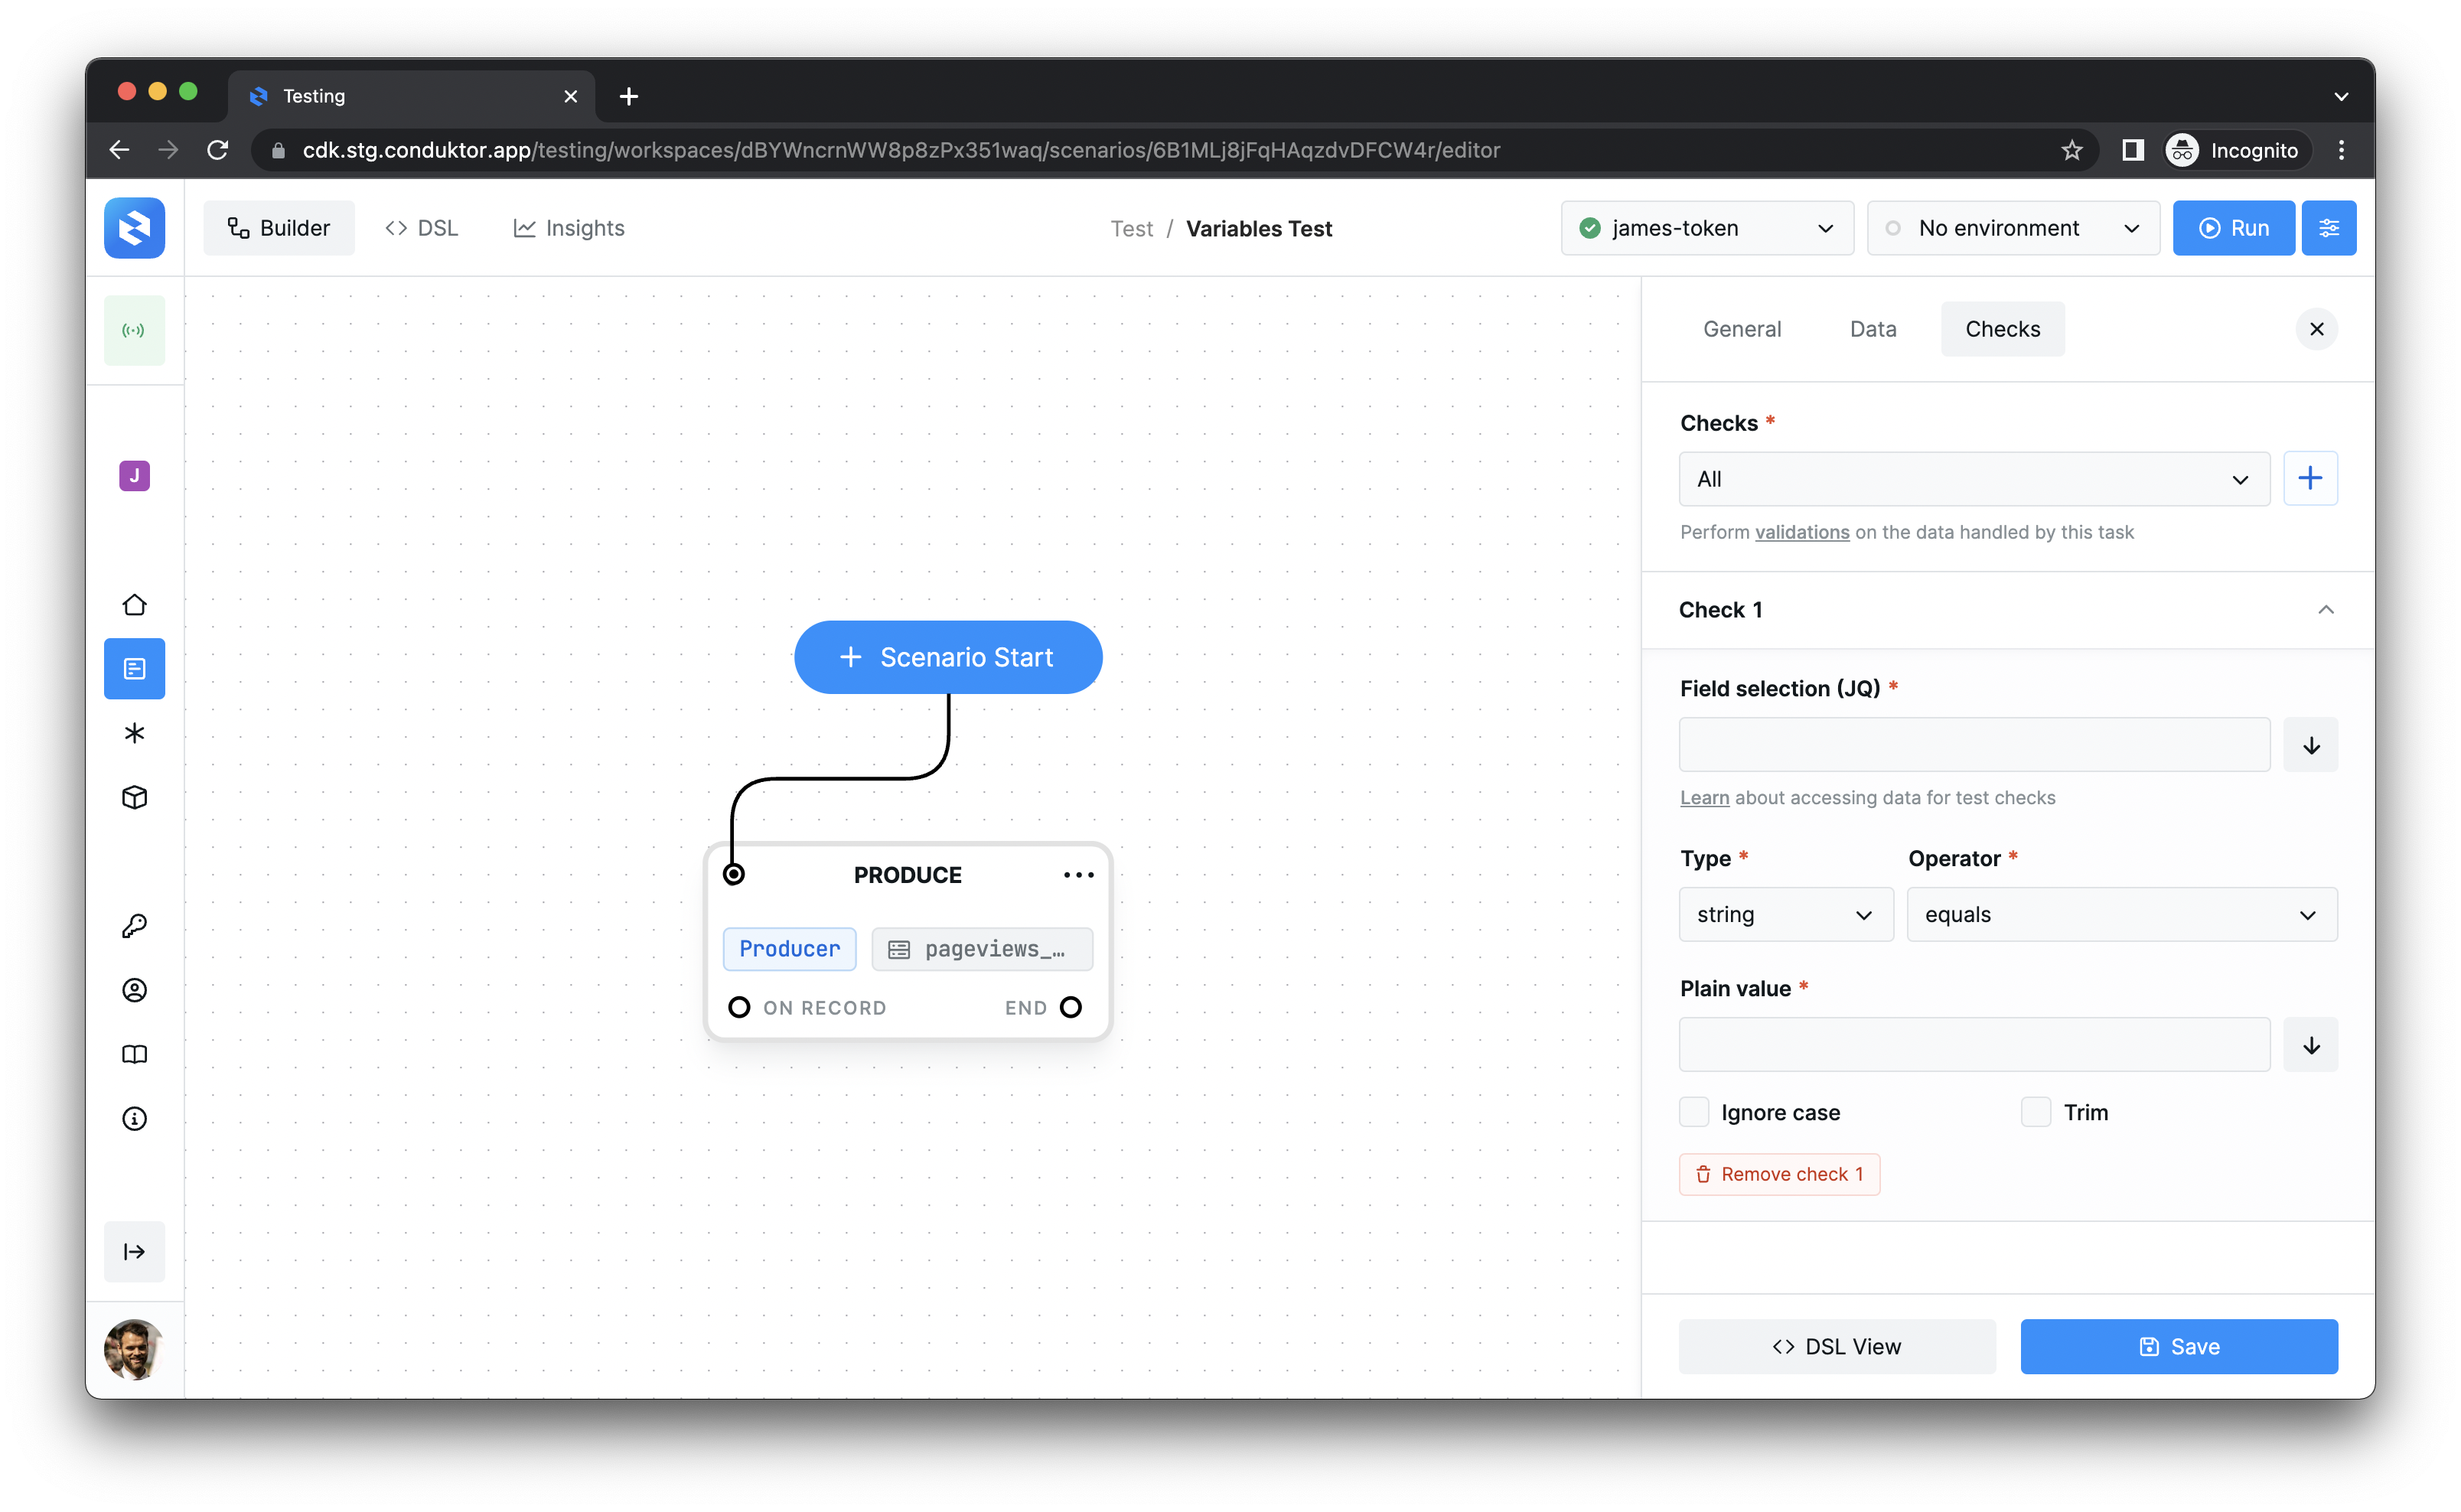 Testing
cdk.stg.conduktor.app/testing/workspaces/dBYWncrnWW8p8zPx351waq/scenarios/6B1MLj8jFqHAqzdvDFCW4r/editor
Incognito
Builder
DSL
Insights
Test / Variables Test
james-token
No environment
Run
J
General
Data
Checks
Checks *
All
Perform validations on the data handled by this task
Check 1
Field selection (JQ) *
Learn about accessing data for test checks
Type *
Operator *
string
equals
Plain value *
Ignore case
Trim
Remove check 1
DSL View
Save
Scenario Start
PRODUCE
Producer
pageviews_…
ON RECORD
END